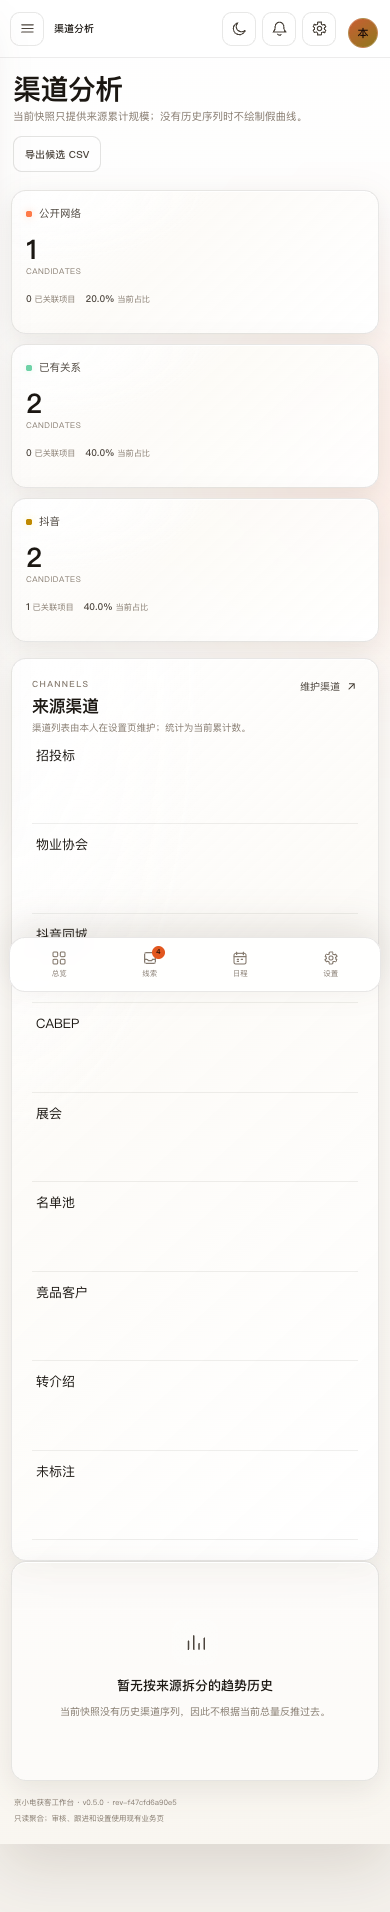 渠道分析
本
渠道分析
当前快照只提供来源累计规模；没有历史序列时不绘制假曲线。
导出候选 CSV
公开网络
1
CANDIDATES
0 已关联项目 20.0% 当前占比
已有关系
2
CANDIDATES
0 已关联项目 40.0% 当前占比
抖音
2
CANDIDATES
1 已关联项目 40.0% 当前占比
CHANNELS
维护渠道
来源渠道
渠道列表由本人在设置页维护；统计为当前累计数。
招投标
物业协会
抖音同城
4
总览 线索 日程 设置
CABEP
展会
名单池
竞品客户
转介绍
未标注
暂无按来源拆分的趋势历史
当前快照没有历史渠道序列，因此不根据当前总量反推过去。
京小电获客工作台 · v0.5.0 · rev-f47cfd6a90e5
只读聚合；审核、跟进和设置使用现有业务页